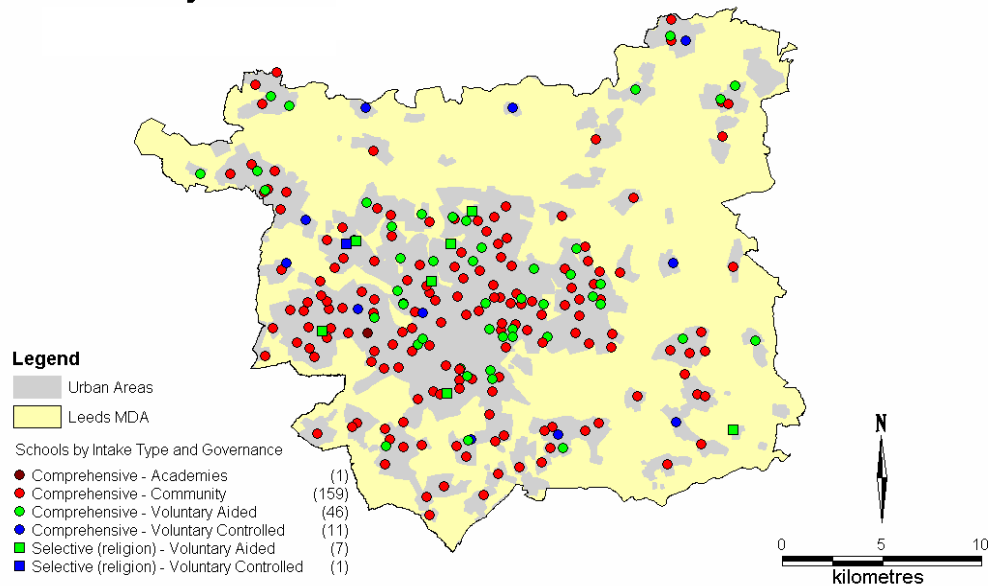 Legend
Urban Areas
Leeds MDA
Schools by Intake Type and Governance
Comprehensive - Academies (1)
Comprehensive - Community (159)
Comprehensive - Voluntary Aided (46)
Comprehensive - Voluntary Controlled (11)
Selective (religion) - Voluntary Aided (7)
Selective (religion) - Voluntary Controlled (1)
N
0 5 10
kilometres